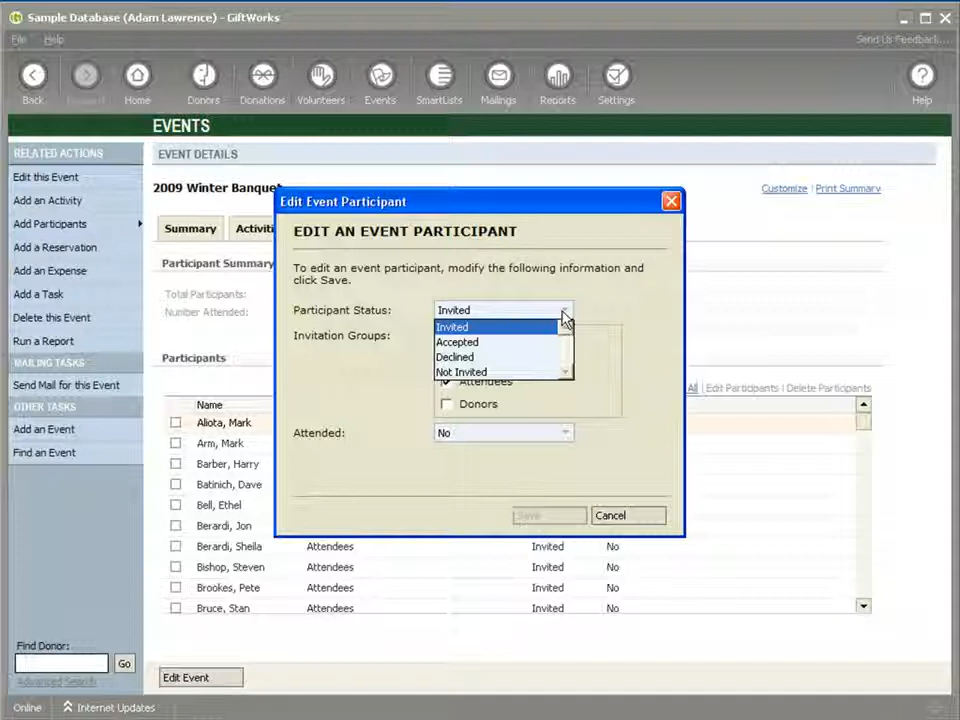 Sample Database (Adam Lawrence) - GiftWorks
File Help Send Us Feedback...
Back Forward Home Donors Donations Volunteers Events SmartLists Mailings Reports Settings Help
EVENTS
RELATED ACTIONS
Edit this Event
Add an Activity
Add Participants
Add a Reservation
Add an Expense
Add a Task
Delete this Event
Run a Report
MAILING TASKS
Send Mail for this Event
OTHER TASKS
Add an Event
Find an Event
Find Donor:
Go
Advanced Search
EVENT DETAILS
2009 Winter Banquet
Customize | Print Summary
Summary Activiti
Participant Summary
Total Participants:
Number Attended:
Participants
All | Edit Participants | Delete Participants
Name
Aliota, Mark
Arm, Mark
Barber, Harry
Batinich, Dave
Bell, Ethel
Berardi, Jon
Berardi, Sheila Attendees Invited No
Bishop, Steven Attendees Invited No
Brookes, Pete Attendees Invited No
Bruce, Stan Attendees Invited No
Edit Event
Edit Event Participant
EDIT AN EVENT PARTICIPANT
To edit an event participant, modify the following information and
click Save.
Participant Status: Invited
Invited
Accepted
Declined
Not Invited
Invitation Groups:
Attendees
Donors
Attended: No
Save Cancel
Online Internet Updates